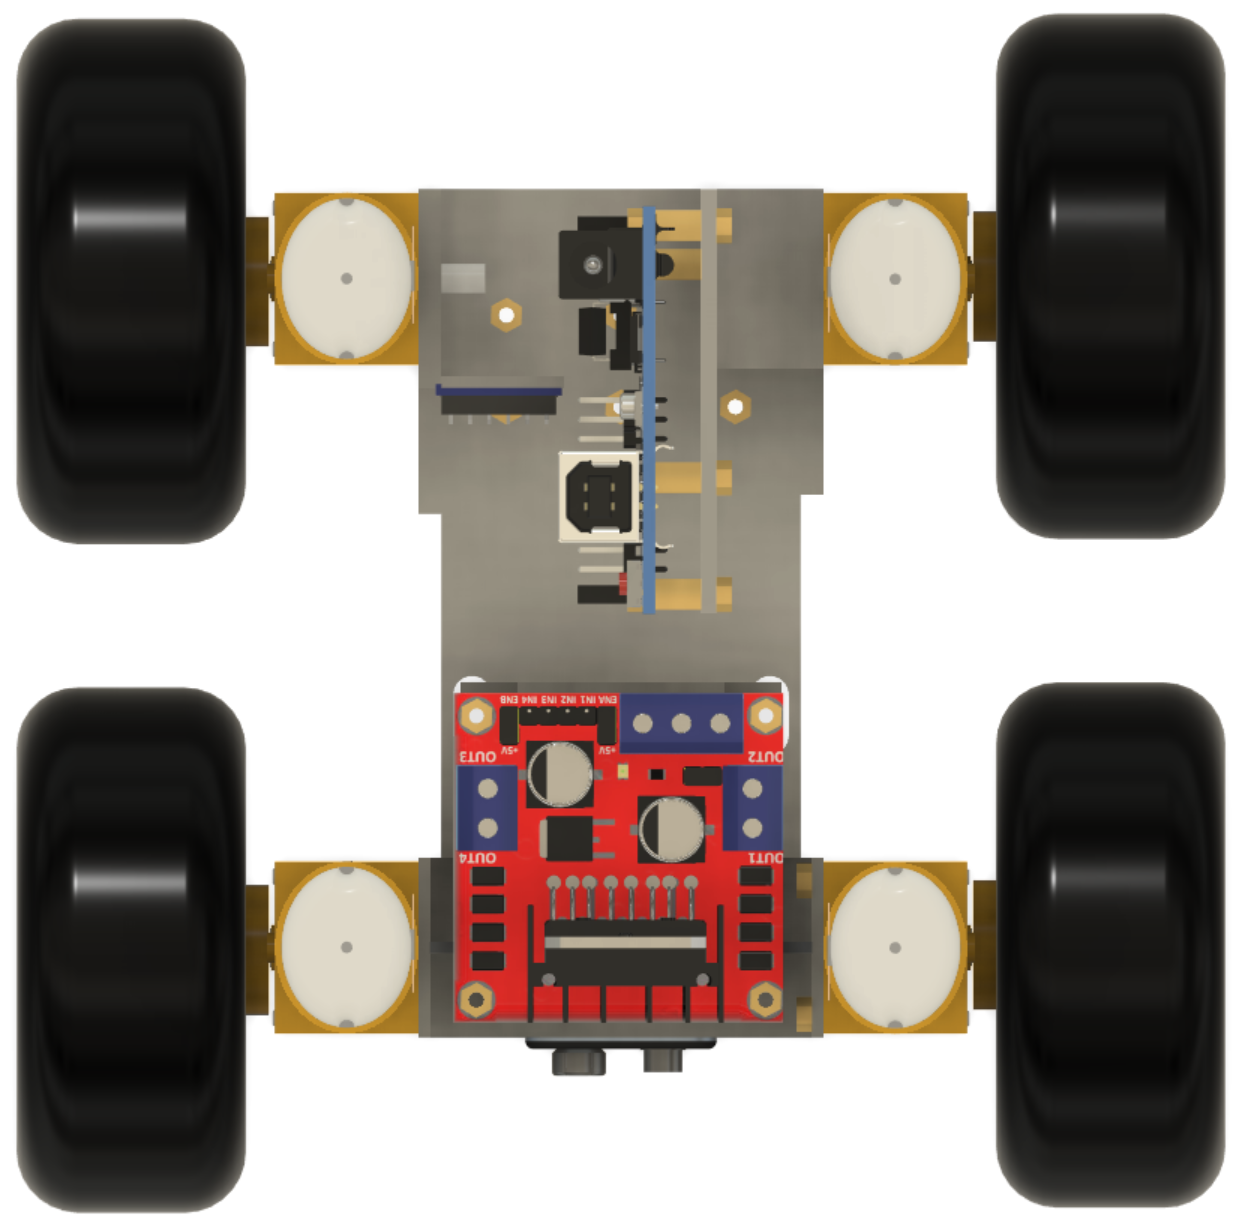 OUT1
OUT4
OUT2
OUT3
+5V
+5V
ENA IN1 IN2 IN3 IN4 ENB